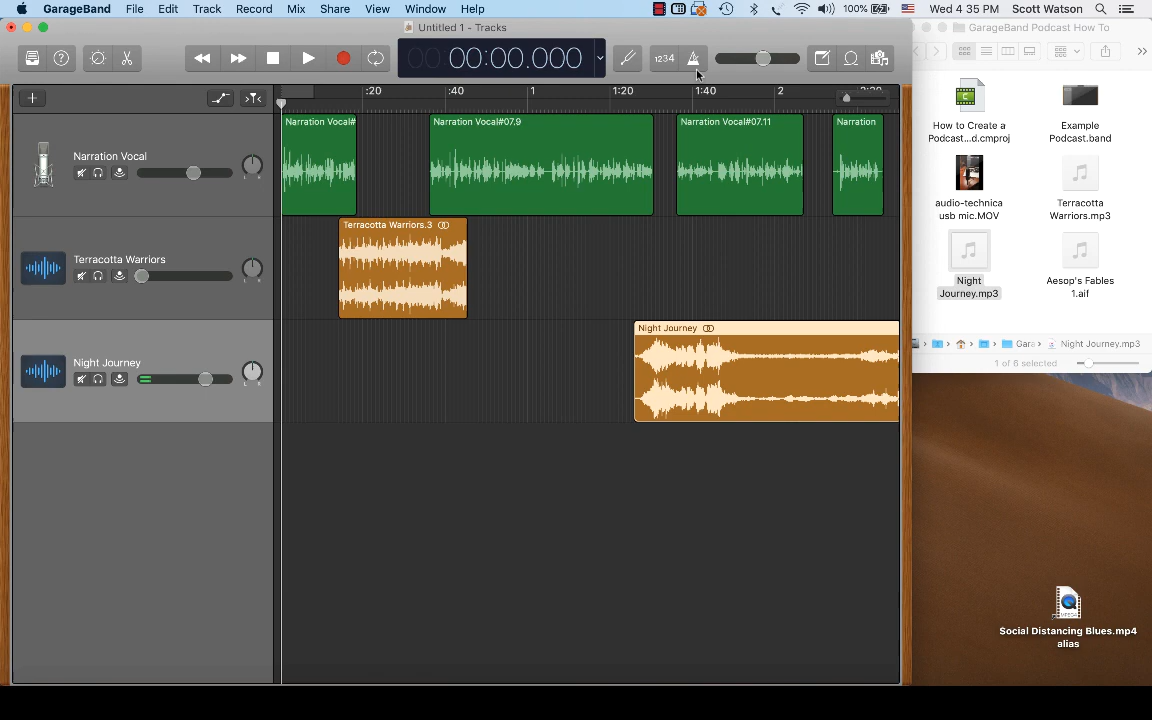 GarageBand File Edit Track Record Mix Share View Window Help
100% Wed 4 35 PM Scott Watson
Untitled 1 - Tracks
GarageBand Podcast How To
1234
00:00.000
:20 :40 1 1:20 1:40 2 2:20
Narration Vocal# Narration Vocal#07.9 Narration Vocal#07.11 Narration
Narration Vocal
L R
Terracotta Warriors.3
Terracotta Warriors
L R
Night Journey
Night Journey
L R
How to Create a
Podcast...d.cmproj
Example
Podcast.band
audio-technica
usb mic.MOV
Terracotta
Warriors.mp3
Night
Journey.mp3
Aesop's Fables
1.aif
Gara Night Journey.mp3
1 of 6 selected
Social Distancing Blues.mp4
alias